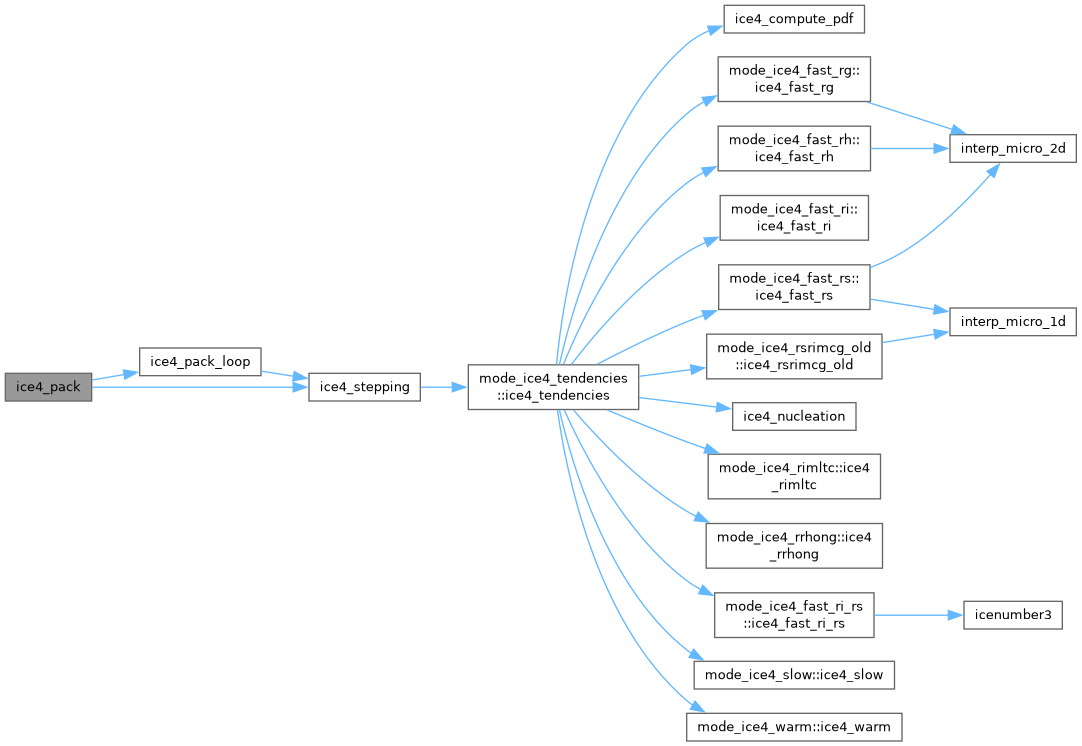 ice4_pack
ice4_pack_loop
ice4_stepping
mode_ice4_tendencies
::ice4_tendencies
ice4_compute_pdf
mode_ice4_fast_rg::
ice4_fast_rg
mode_ice4_fast_rh::
ice4_fast_rh
mode_ice4_fast_ri::
ice4_fast_ri
mode_ice4_fast_rs::
ice4_fast_rs
mode_ice4_rsrimcg_old
::ice4_rsrimcg_old
ice4_nucleation
mode_ice4_rimltc::ice4
_rimltc
mode_ice4_rrhong::ice4
_rrhong
mode_ice4_fast_ri_rs
::ice4_fast_ri_rs
mode_ice4_slow::ice4_slow
mode_ice4_warm::ice4_warm
interp_micro_2d
interp_micro_1d
icenumber3